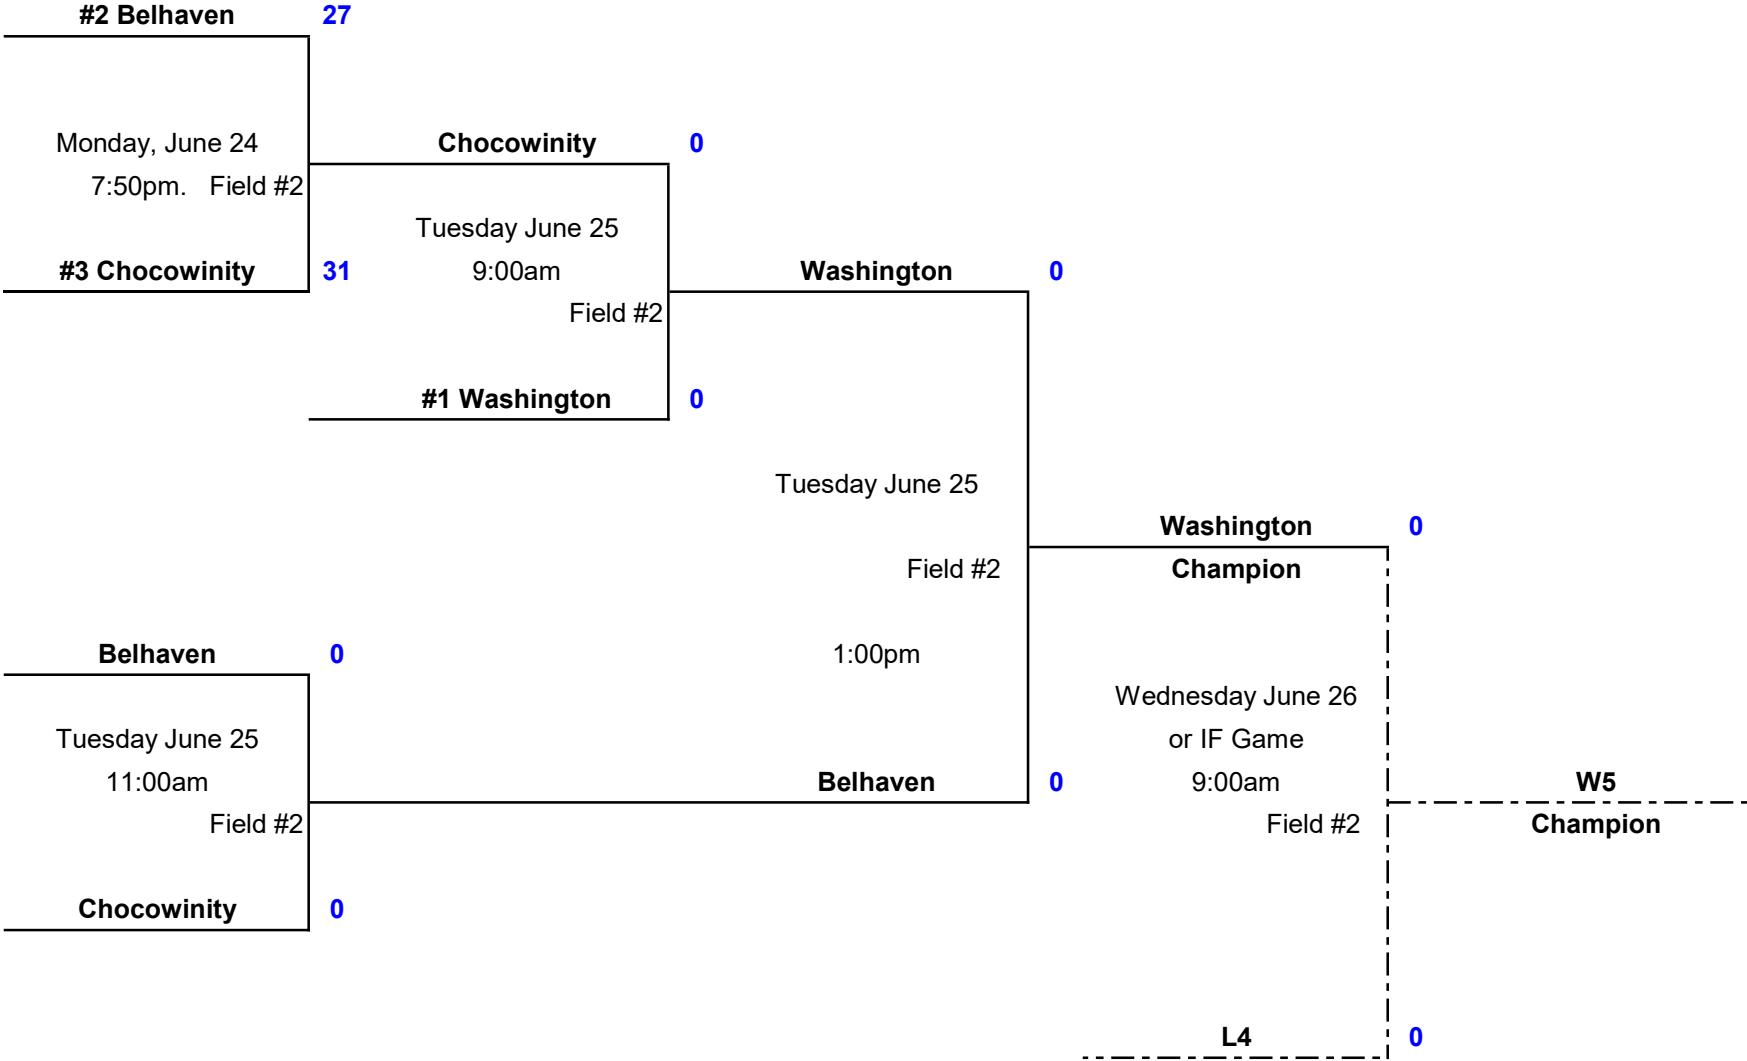 #2 Belhaven 27
Monday, June 24
Chocowinity 0
7:50pm. Field #2
Tuesday June 25
#3 Chocowinity 31
9:00am
Washington 0
Field #2
#1 Washington 0
Tuesday June 25
Washington 0
Field #2
Champion
Belhaven 0
1:00pm
Wednesday June 26
Tuesday June 25
or IF Game
11:00am
Belhaven 0
9:00am
W5
Field #2
Field #2
Champion
Chocowinity 0
L4 0